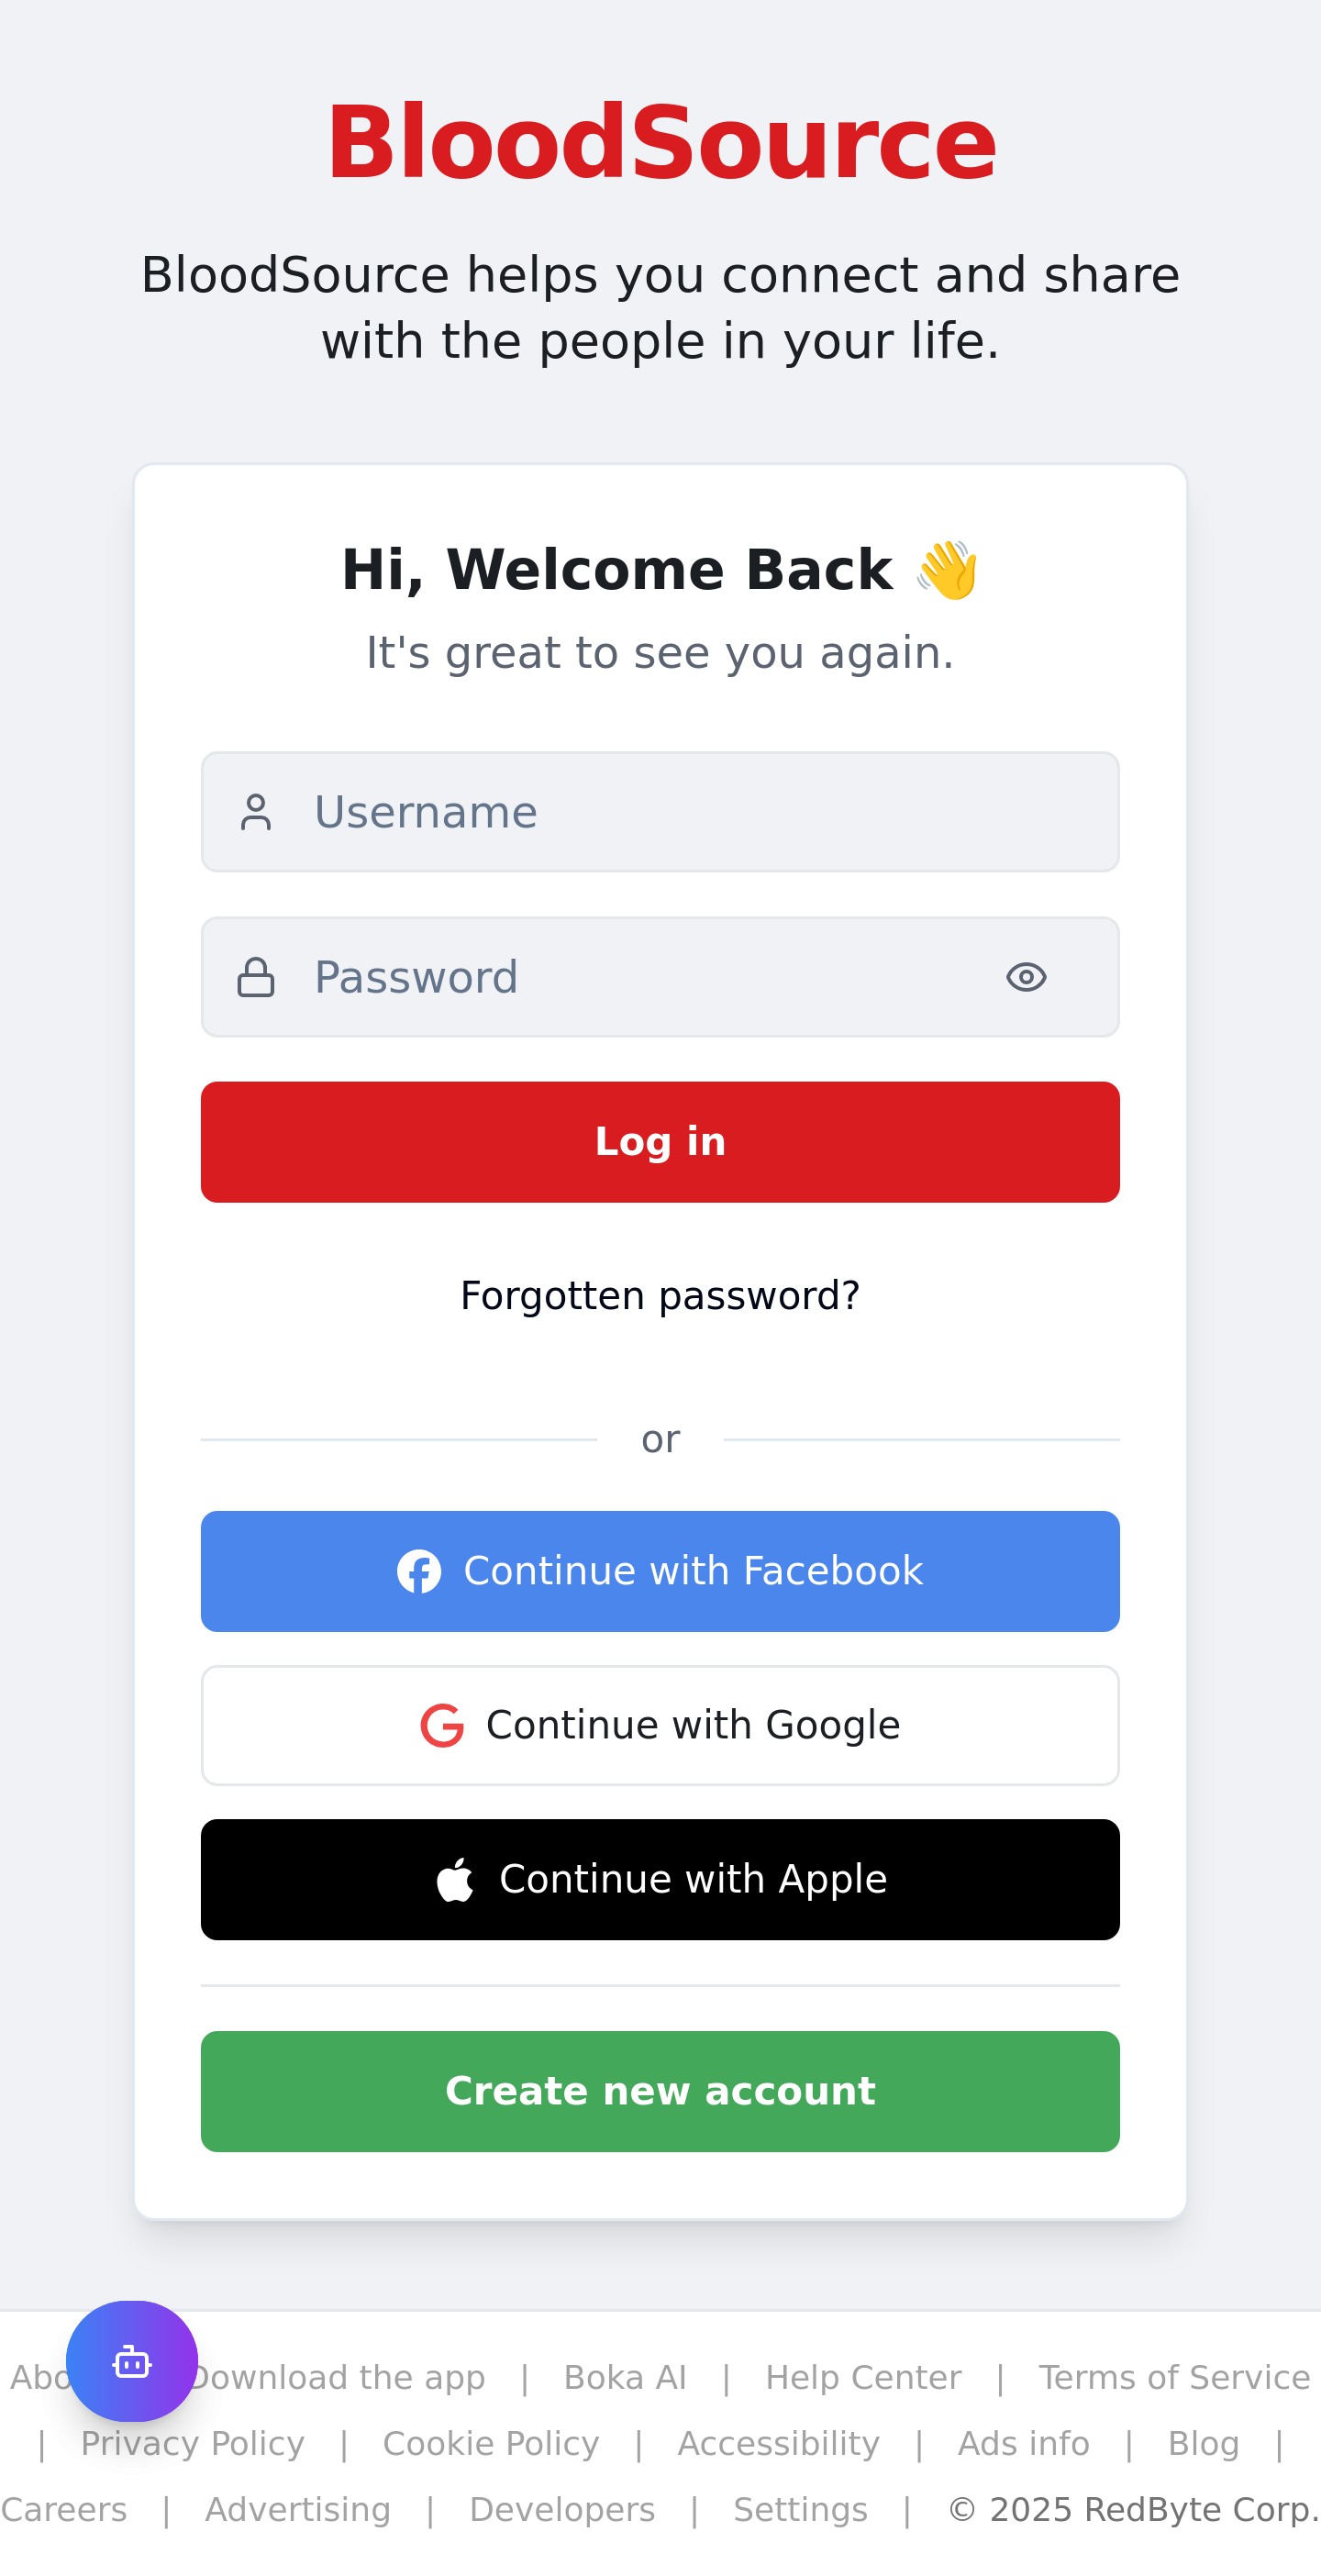 BloodSource
BloodSource helps you connect and share
with the people in your life.
Hi, Welcome Back 👋
It's great to see you again.
Username
Password
Log in
Forgotten password?
or
Continue with Facebook
Continue with Google
Continue with Apple
Create new account
Download the app | Boka AI | Help Center | Terms of Service
| Privacy Policy | Cookie Policy | Accessibility | Ads info | Blog |
Careers | Advertising | Developers | Settings | © 2025 RedByte Corp.